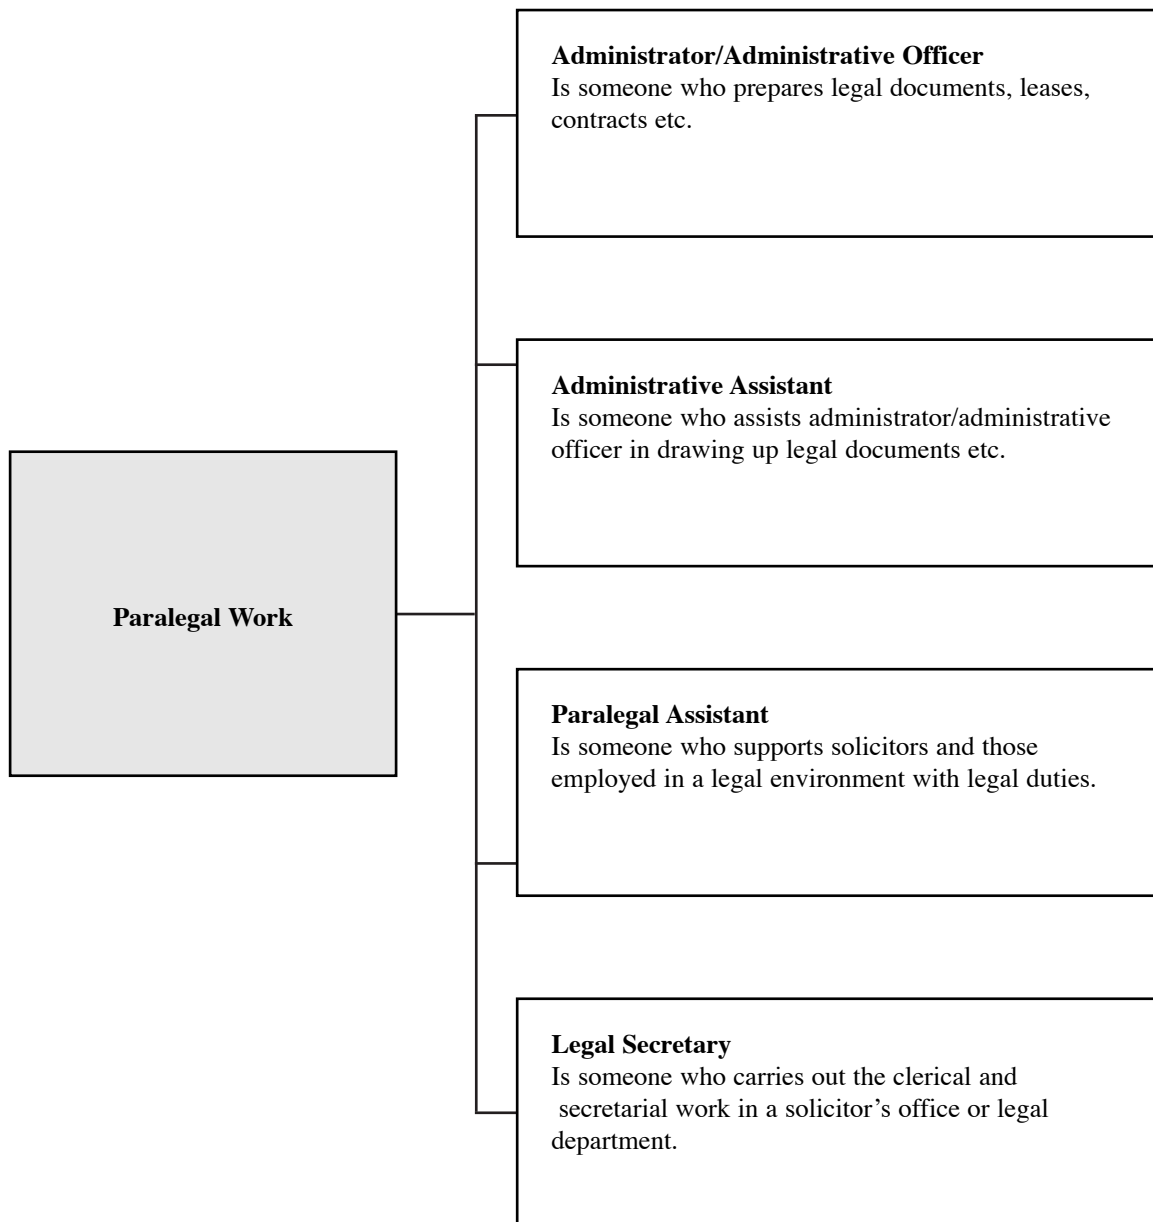 Administrator/Administrative Officer
Is someone who prepares legal documents, leases,
contracts etc.
Administrative Assistant
Is someone who assists administrator/administrative
officer in drawing up legal documents etc.
Paralegal Work
Paralegal Assistant
Is someone who supports solicitors and those
employed in a legal environment with legal duties.
Legal Secretary
Is someone who carries out the clerical and
secretarial work in a solicitor’s office or legal
department.